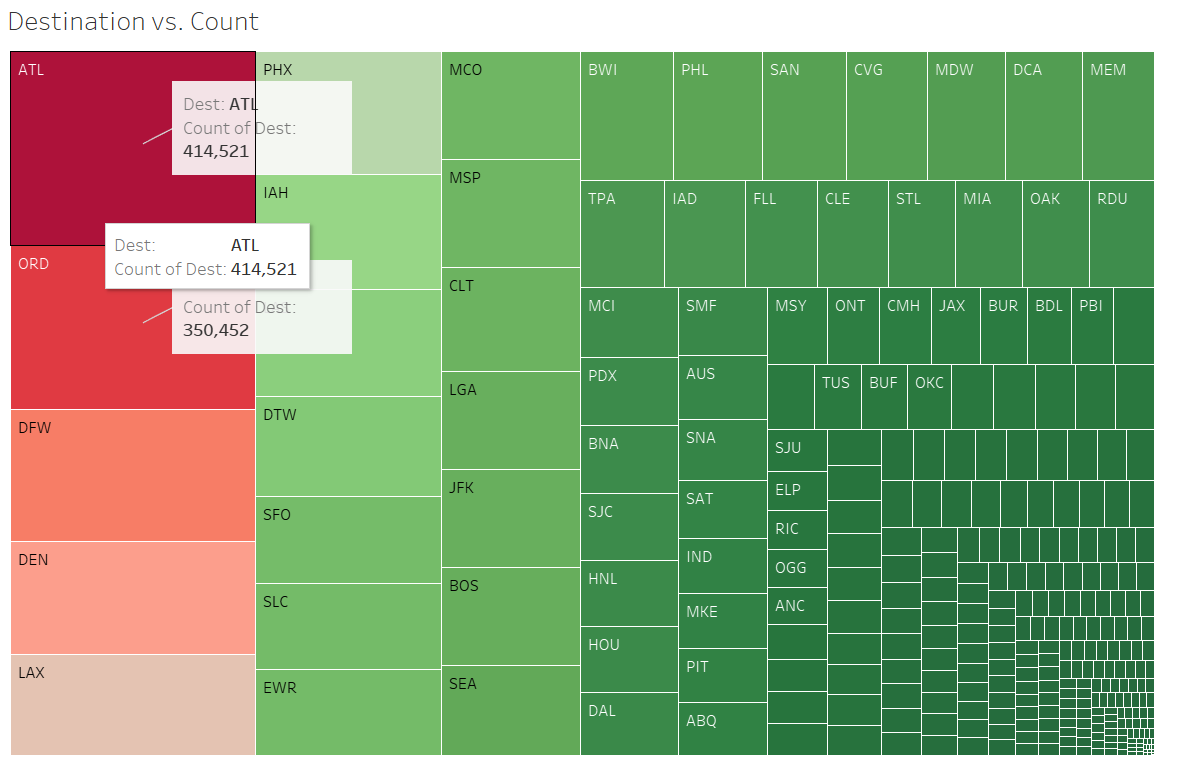 Destination vs. Count
ATL
Dest: ATL
Count of Dest:
414,521
Dest: ATL
Count of Dest: 414,521
ORD
Count of Dest:
350,452
DFW
DEN
LAX
PHX
IAH
DTW
SFO
SLC
EWR
MCO
MSP
CLT
LGA
JFK
BOS
SEA
BWI
PHL
SAN
CVG
MDW
DCA
MEM
TPA
IAD
FLL
CLE
STL
MIA
OAK
RDU
MCI
PDX
BNA
SJC
HNL
HOU
DAL
SMF
AUS
SNA
SAT
IND
MKE
PIT
ABQ
MSY
ONT
CMH
JAX
BUR
BDL
PBI
TUS
BUF
OKC
SJU
ELP
RIC
OGG
ANC